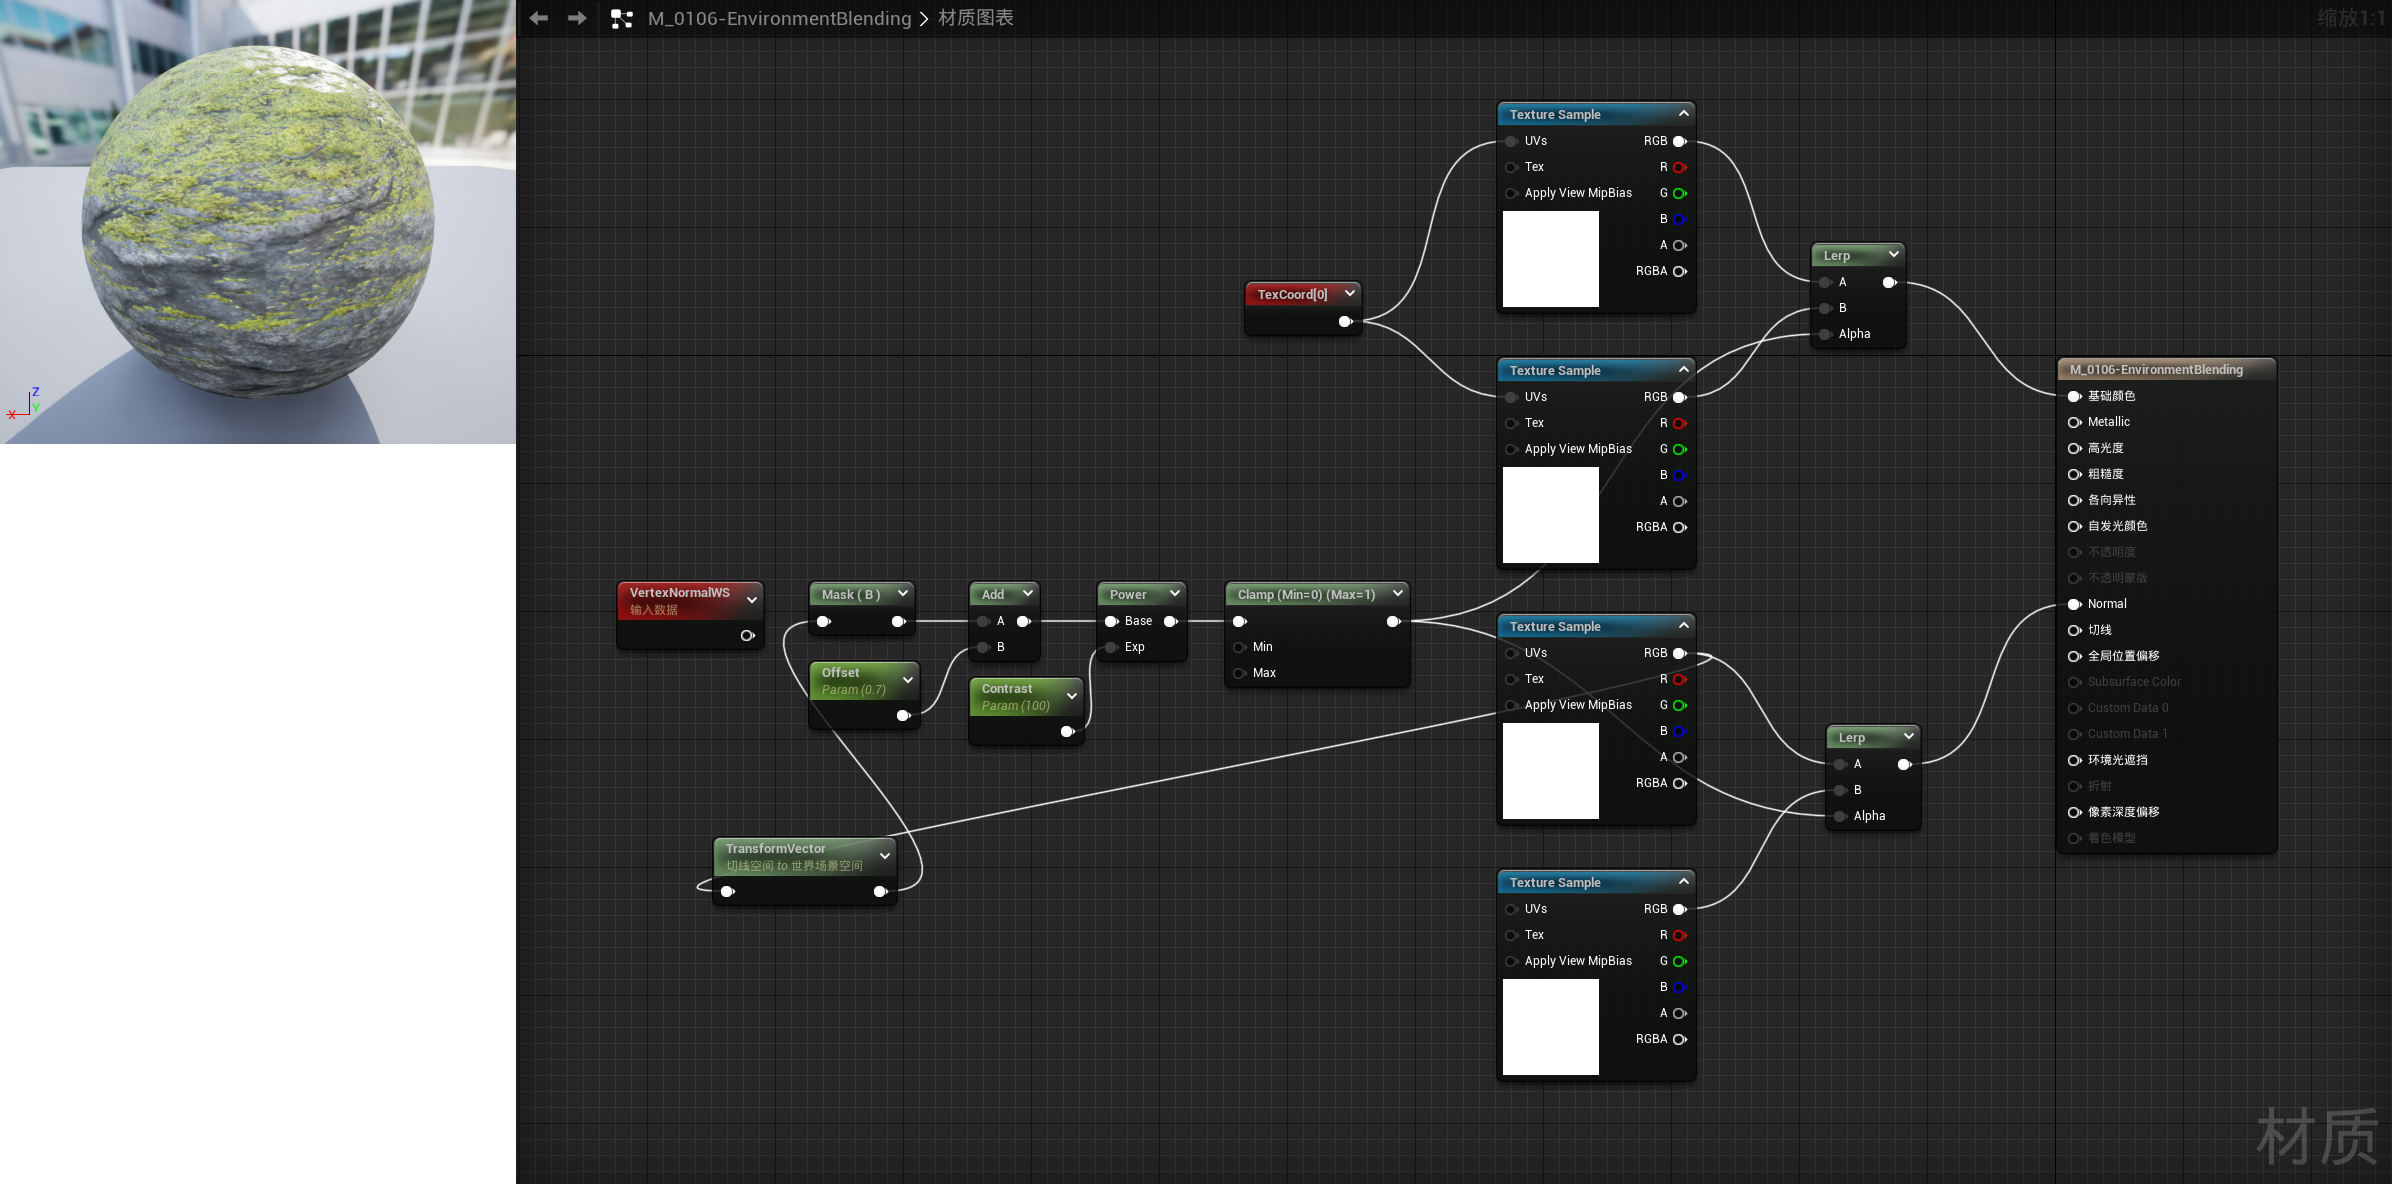 M_0106-EnvironmentBlending > 材质图表
缩放1:1
Z
Y
X
Texture Sample
UVs
RGB
Tex
R
Apply View MipBias
G
B
A
RGBA
TexCoord[0]
Lerp
A
B
Alpha
Texture Sample
UVs
RGB
Tex
R
Apply View MipBias
G
B
A
RGBA
M_0106-EnvironmentBlending
基础颜色
Metallic
高光度
粗糙度
各向异性
自发光颜色
不透明度
不透明蒙版
Normal
切线
全局位置偏移
Subsurface Color
Custom Data 0
Custom Data 1
环境光遮挡
折射
像素深度偏移
着色模型
VertexNormalWS
输入数据
Mask ( B )
Add
A
B
Power
Base
Exp
Clamp (Min=0) (Max=1)
Min
Max
Offset
Param (0.7)
Contrast
Param (100)
Texture Sample
UVs
RGB
Tex
R
Apply View MipBias
G
B
A
RGBA
Lerp
A
B
Alpha
TransformVector
切线空间 to 世界场景空间
Texture Sample
UVs
RGB
Tex
R
Apply View MipBias
G
B
A
RGBA
材质